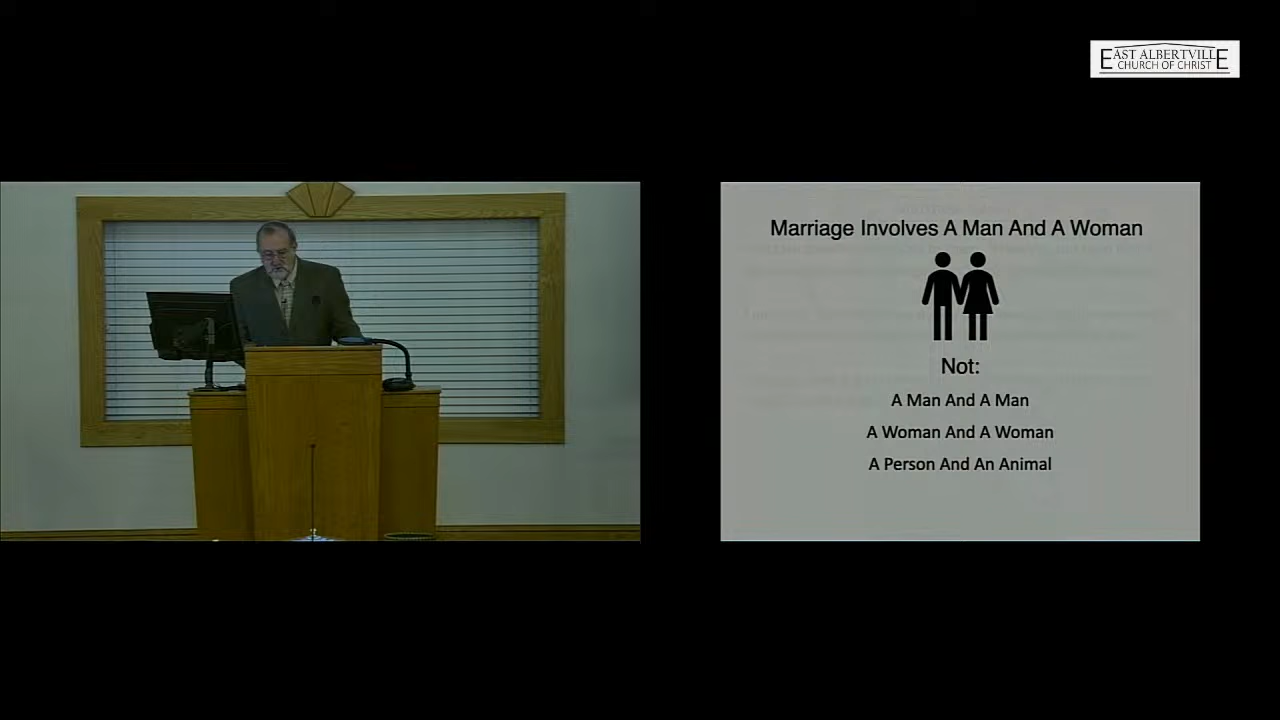 EAST ALBERTVILLE
CHURCH OF CHRIST
Marriage Involves A Man And A Woman
Not:
A Man And A Man
A Woman And A Woman
A Person And An Animal